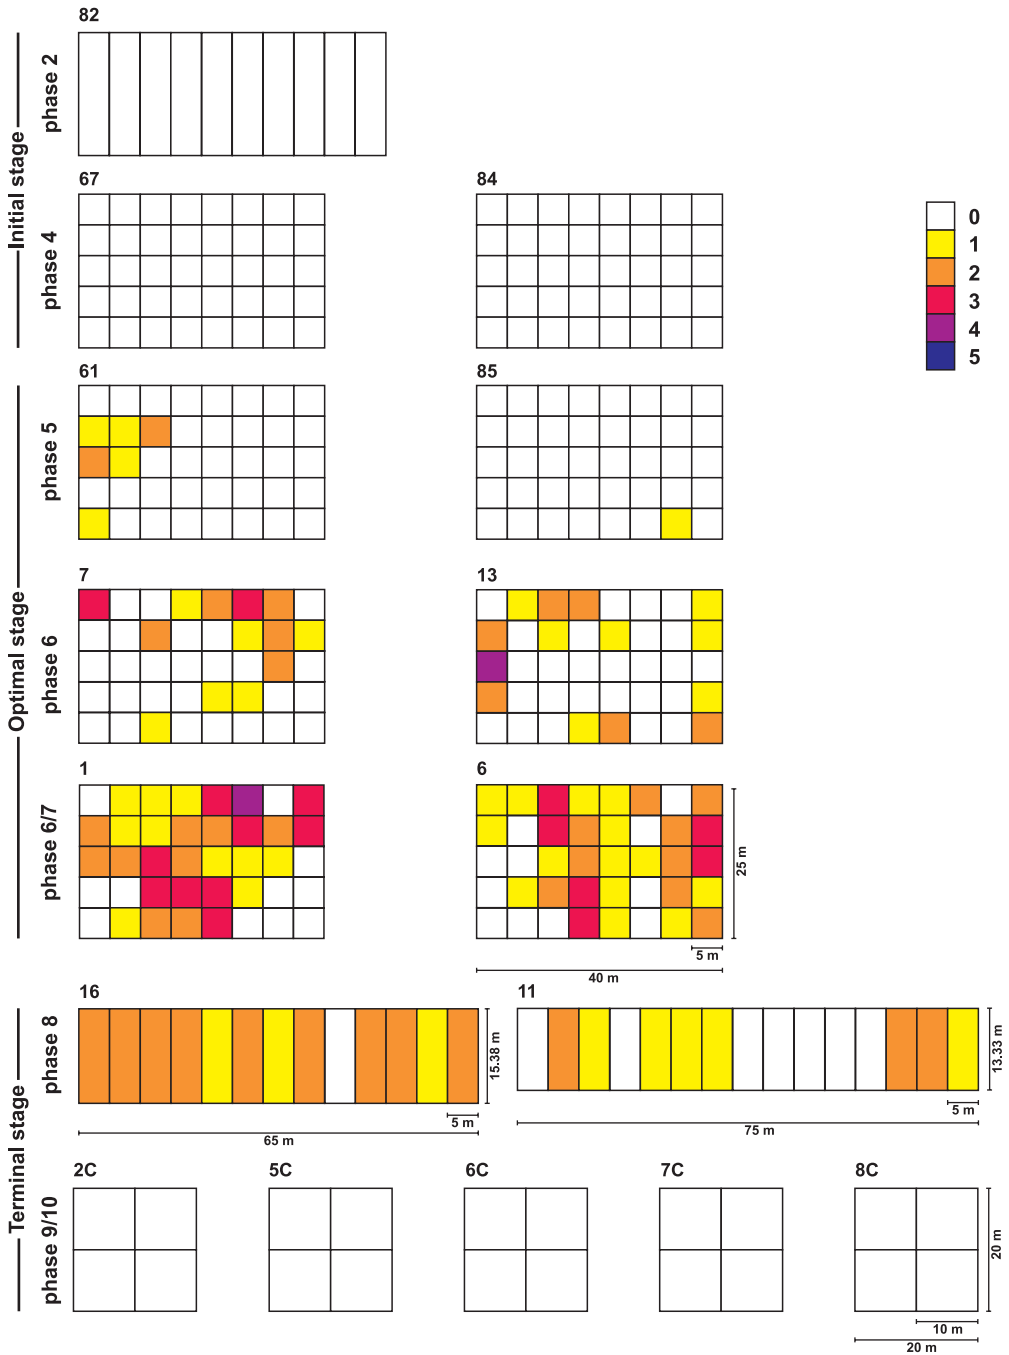 82
Initial stage
phase 2
67
84
phase 4
0
1
2
3
4
5
61
85
Optimal stage
phase 5
7
13
phase 6
1
6
phase 6/7
25 m
5 m
40 m
16
11
Terminal stage
phase 8
15.38 m
13.33 m
5 m
5 m
65 m
75 m
2C
5C
6C
7C
8C
phase 9/10
20 m
10 m
20 m